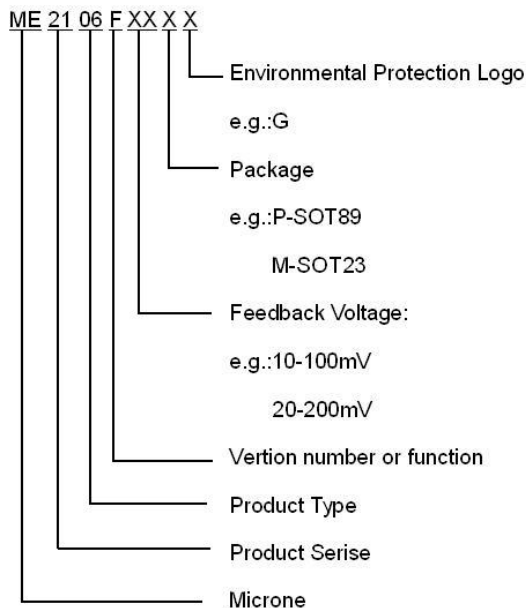 ME 21 06 F XX X X
Environmental Protection Logo
e.g.:G
Package
e.g.:P-SOT89
M-SOT23
Feedback Voltage:
e.g.:10-100mV
20-200mV
Vertion number or function
Product Type
Product Serise
Microne